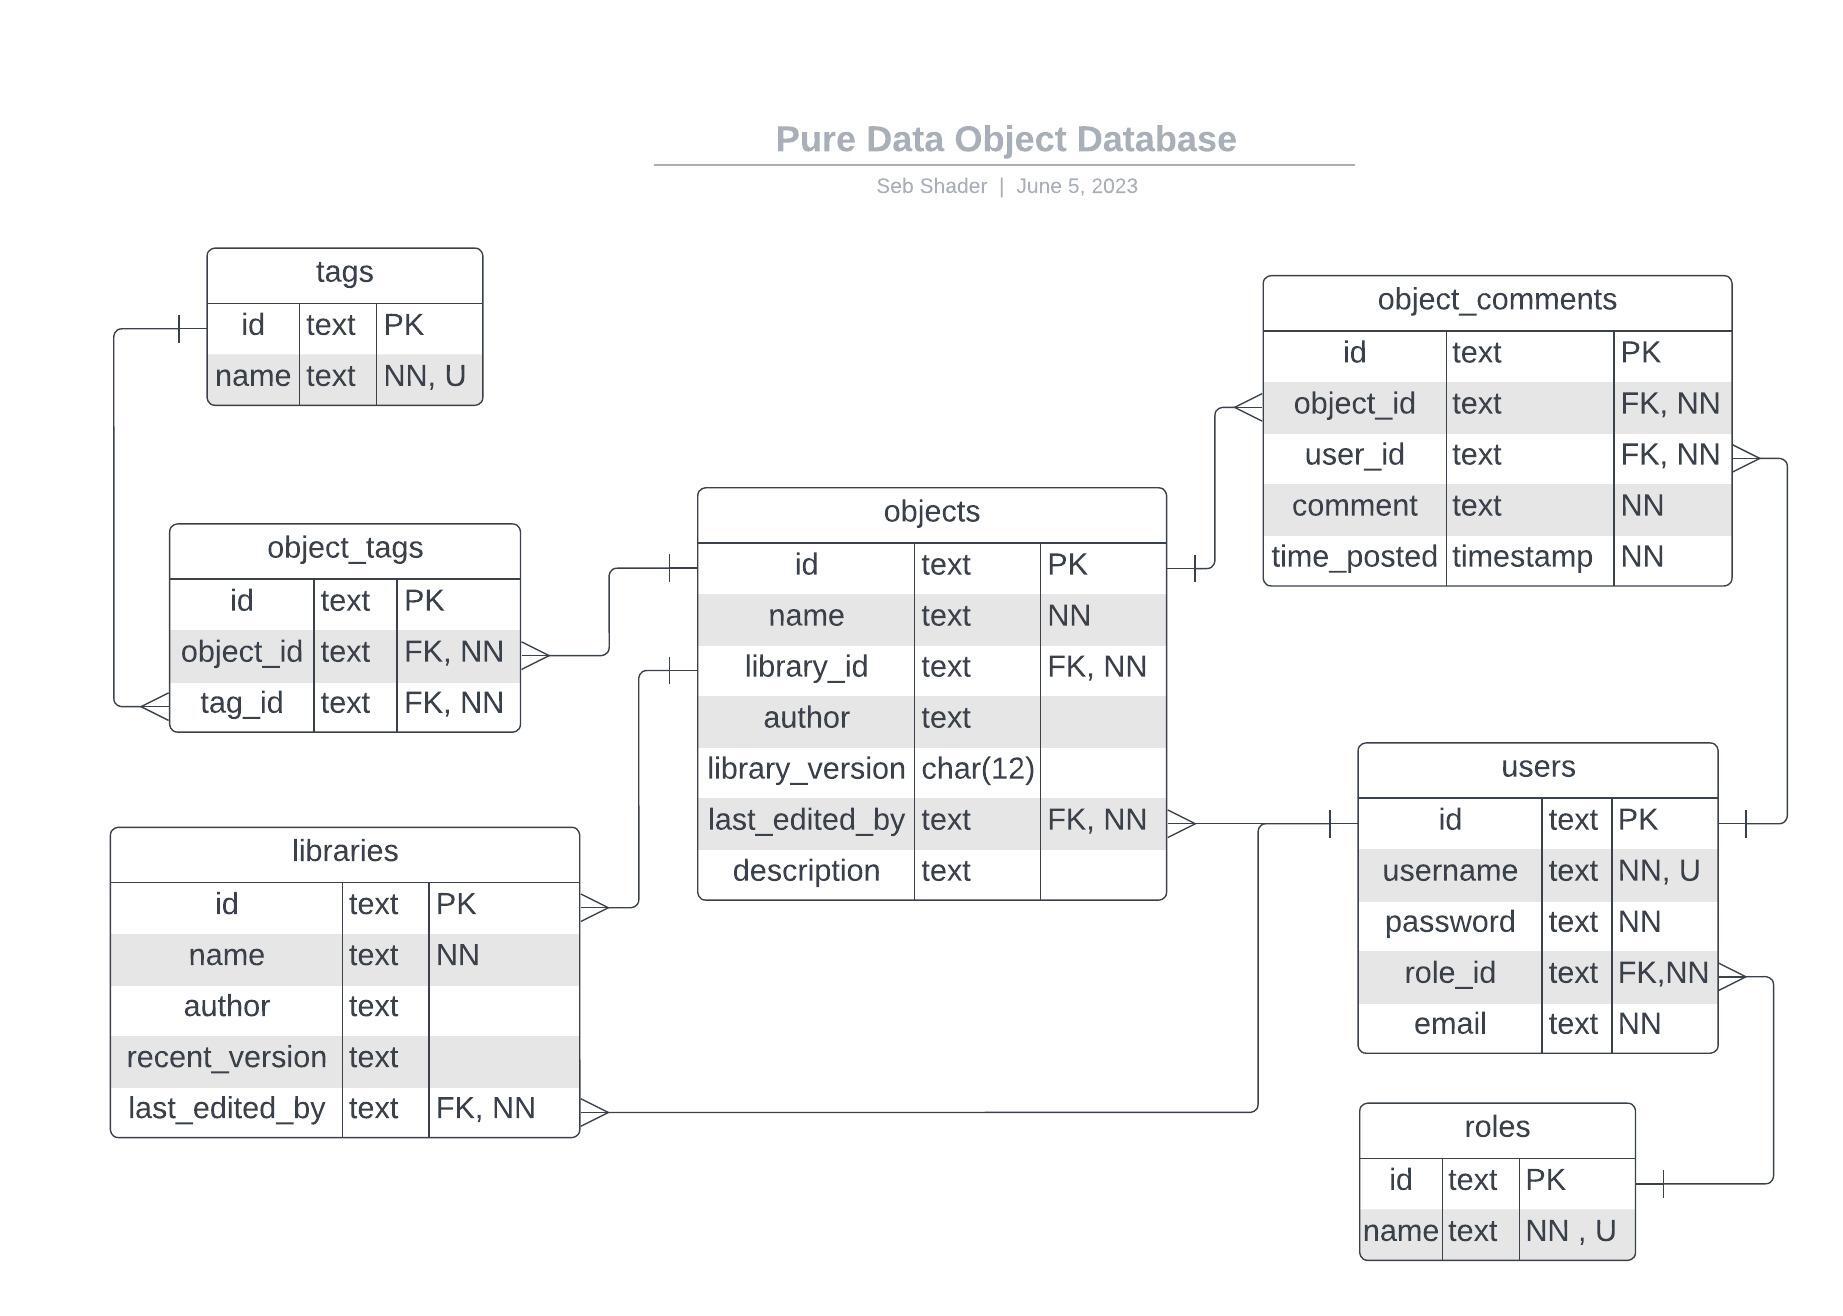 Pure Data Object Database
Seb Shader | June 5, 2023
tags
id text PK
name text NN, U
object_tags
id text PK
object_id text FK, NN
tag_id text FK, NN
libraries
id text PK
name text NN
author text
recent_version text
last_edited_by text FK, NN
objects
id text PK
name text NN
library_id text FK, NN
author text
library_version char(12)
last_edited_by text FK, NN
description text
object_comments
id text PK
object_id text FK, NN
user_id text FK, NN
comment text NN
time_posted timestamp NN
users
id text PK
username text NN, U
password text NN
role_id text FK,NN
email text NN
roles
id text PK
name text NN , U